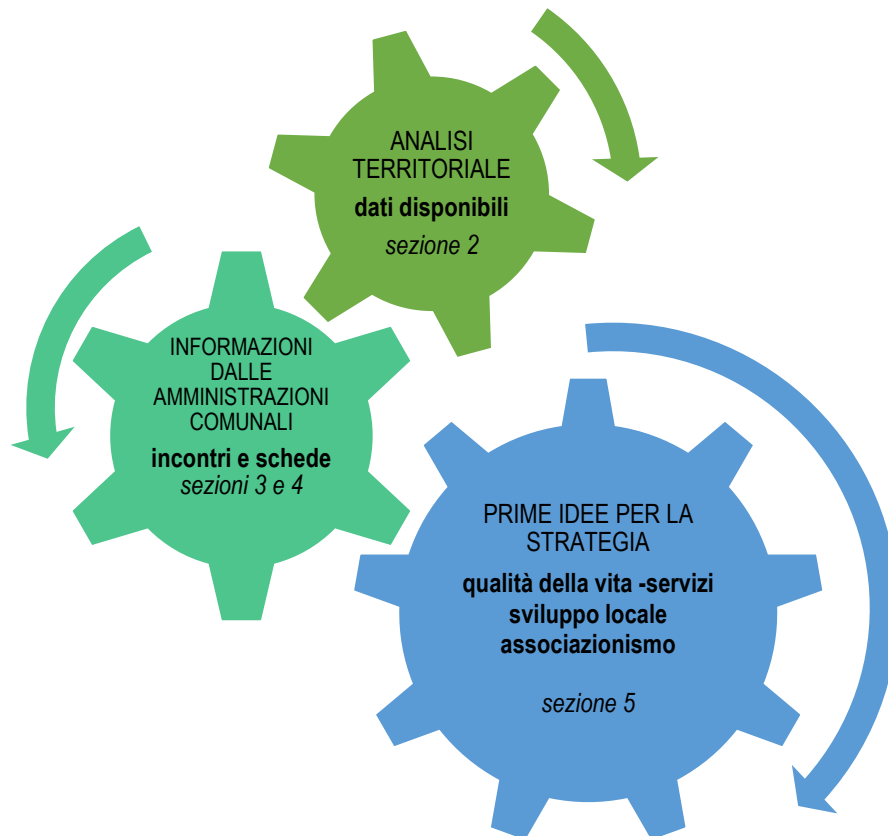 ANALISI
TERRITORIALE
dati disponibili
sezione 2
INFORMAZIONI
DALLE
AMMINISTRAZIONI
COMUNALI
incontri e schede
sezioni 3 e 4
PRIME IDEE PER LA
STRATEGIA
qualità della vita -servizi
sviluppo locale
associazionismo
sezione 5